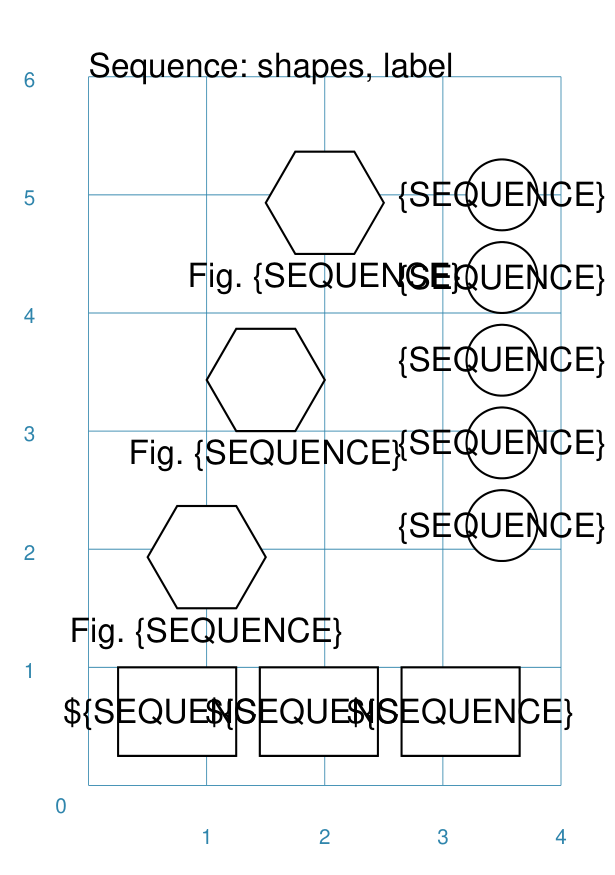 Sequence: shapes, label
6
5
{SEQUENCE}
Fig. {SEQUENCE}
{SEQUENCE}
4
{SEQUENCE}
3
Fig. {SEQUENCE}
{SEQUENCE}
{SEQUENCE}
2
Fig. {SEQUENCE}
1
${SEQUENCE}
${SEQUENCE}
${SEQUENCE}
0
1
2
3
4